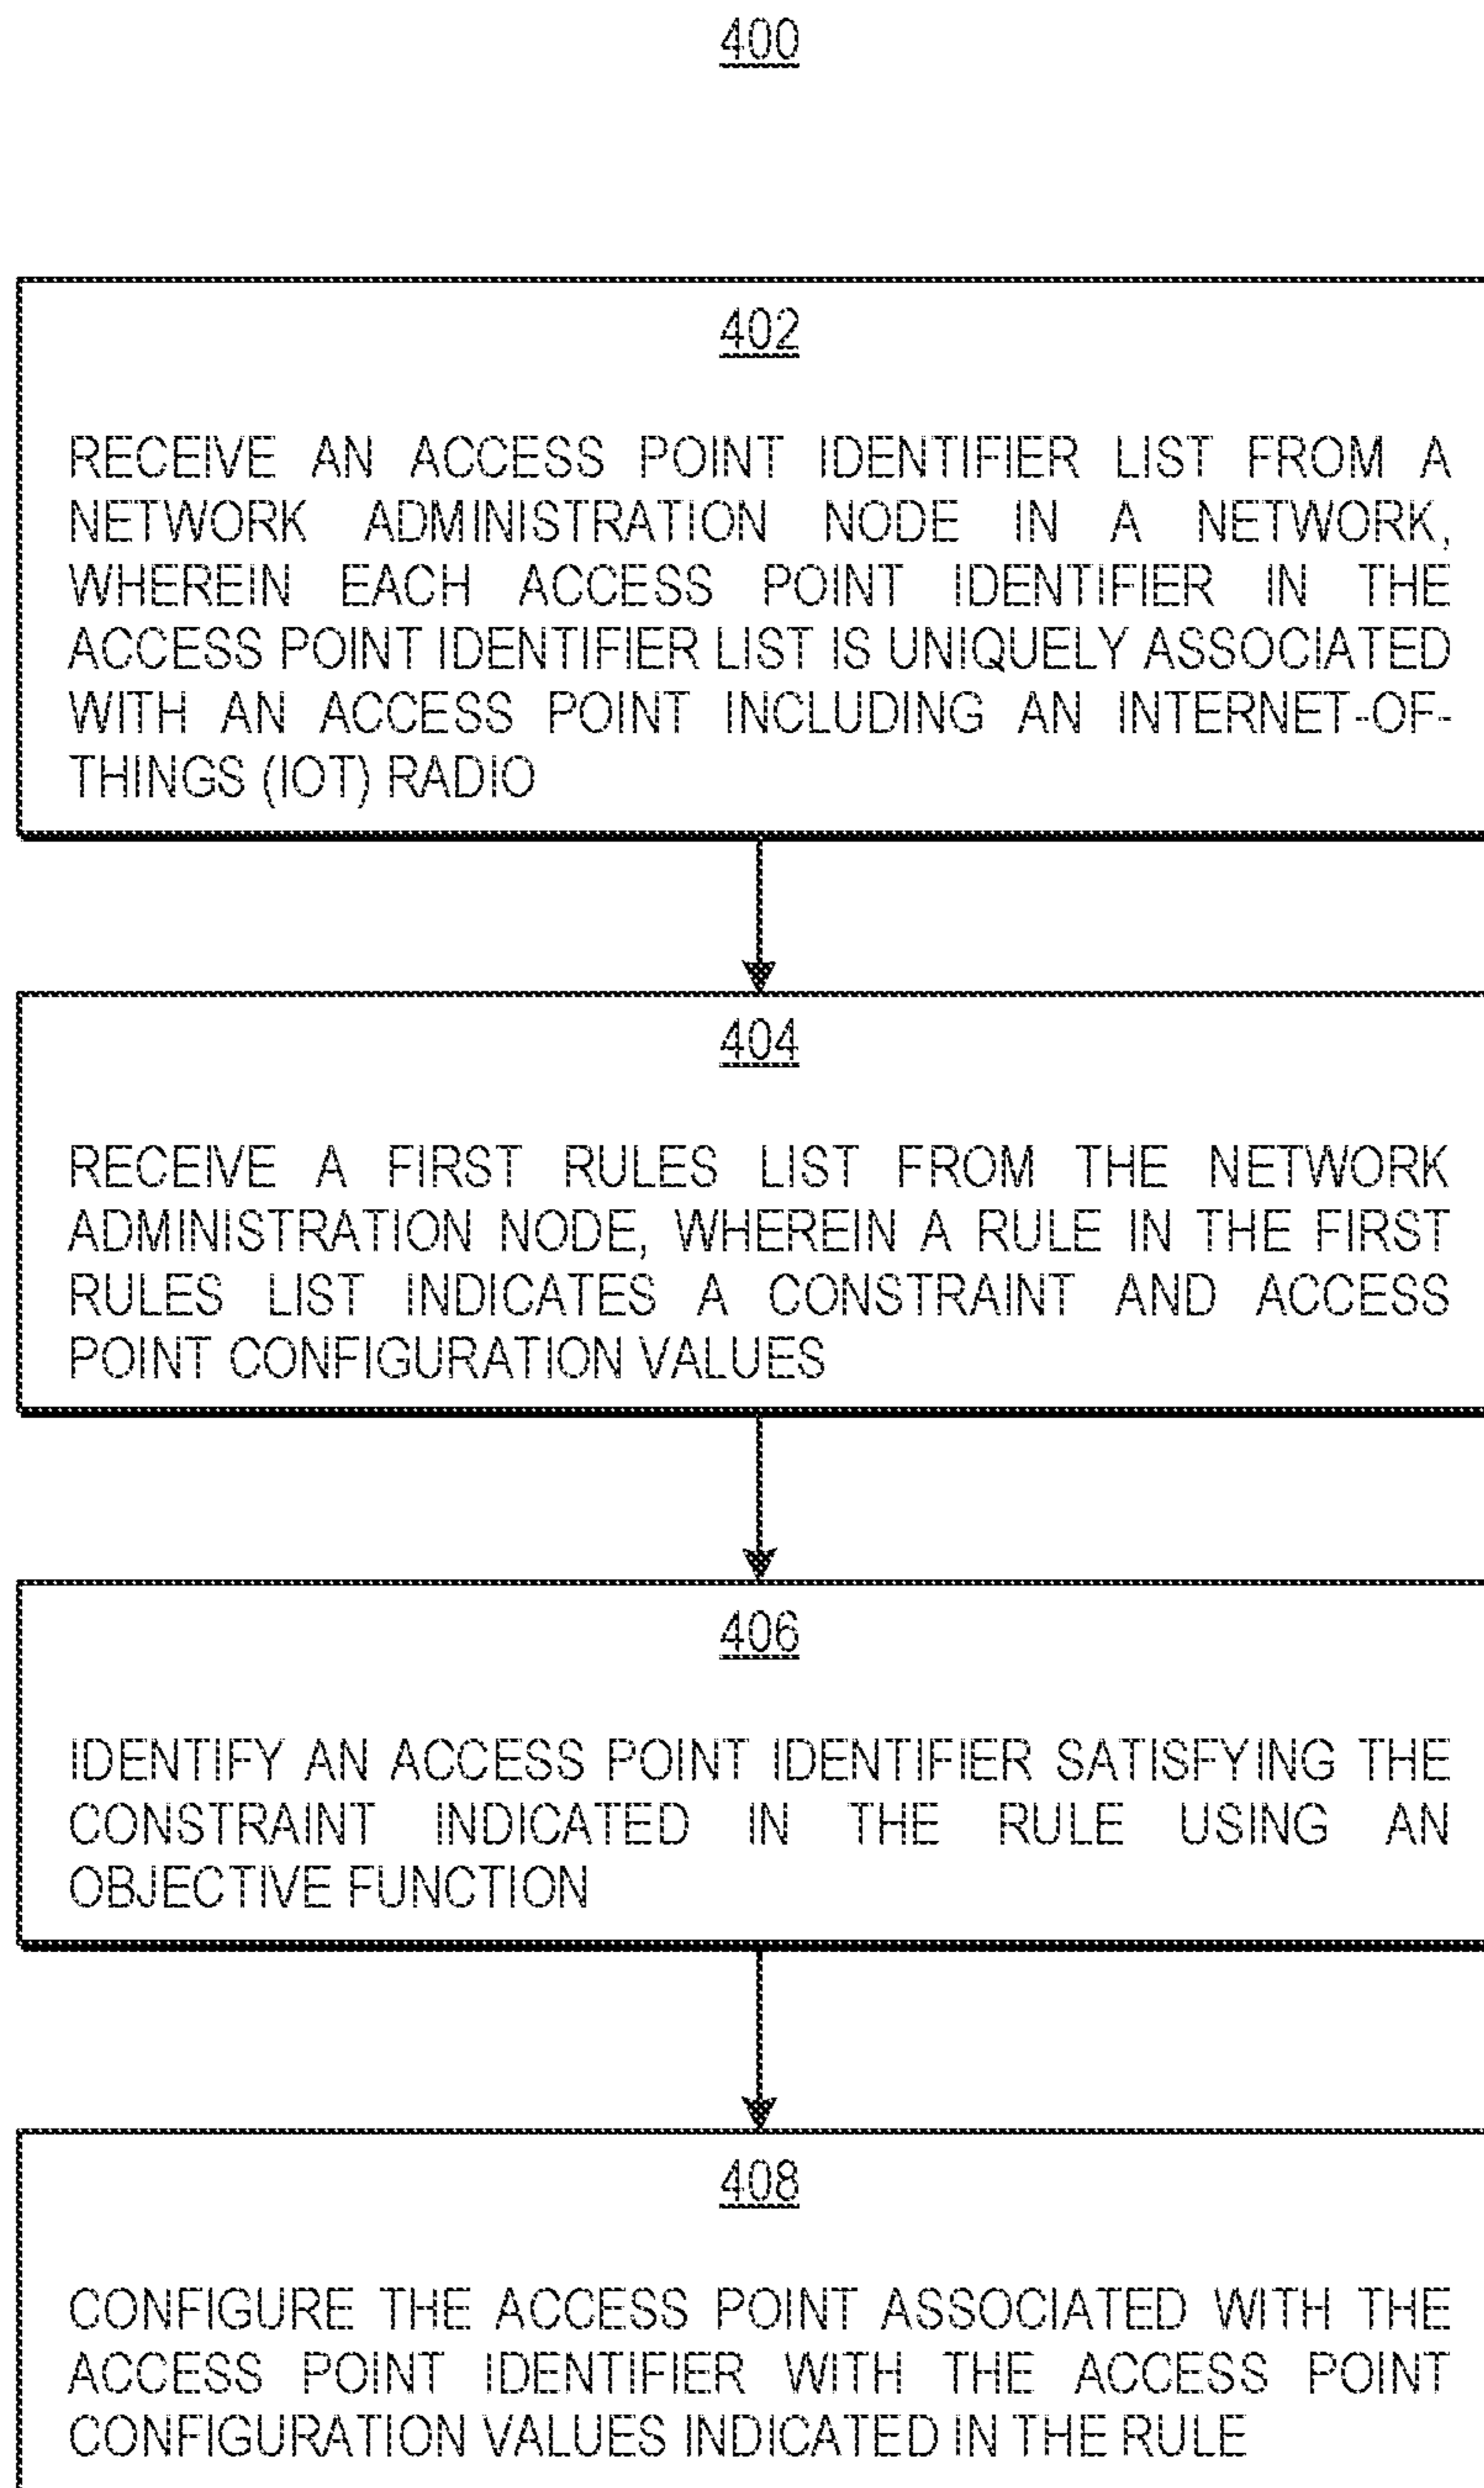 400
402
RECEIVE AN ACCESS POINT IDENTIFIER LIST FROM A
NETWORK ADMINISTRATION NODE IN A NETWORK,
WHEREIN EACH ACCESS POINT IDENTIFIER IN THE
ACCESS POINT IDENTIFIER LIST IS UNIQUELY ASSOCIATED
WITH AN ACCESS POINT INCLUDING AN INTERNET-OF-
THINGS (IOT) RADIO
404
RECEIVE A FIRST RULES LIST FROM THE NETWORK
ADMINISTRATION NODE, WHEREIN A RULE IN THE FIRST
RULES LIST INDICATES A CONSTRAINT AND ACCESS
POINT CONFIGURATION VALUES
406
IDENTIFY AN ACCESS POINT IDENTIFIER SATISFYING THE
CONSTRAINT INDICATED IN THE RULE USING AN
OBJECTIVE FUNCTION
408
CONFIGURE THE ACCESS POINT ASSOCIATED WITH THE
ACCESS POINT IDENTIFIER WITH THE ACCESS POINT
CONFIGURATION VALUES INDICATED IN THE RULE